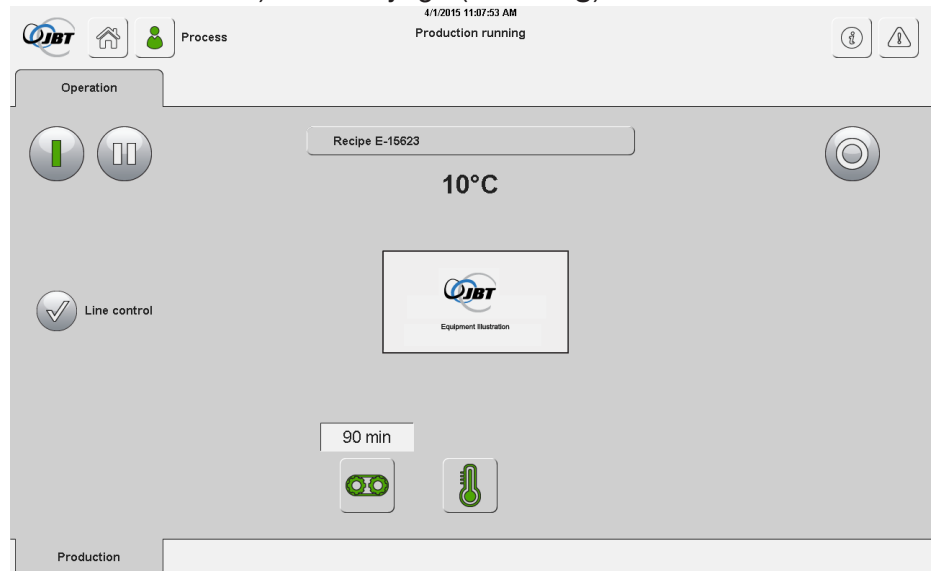 4/1/2015 11:07:53 AM
JBT
Process
Production running
Operation
Recipe E-15623
10°C
JBT
Equipment Illustration
Line control
90 min
Production